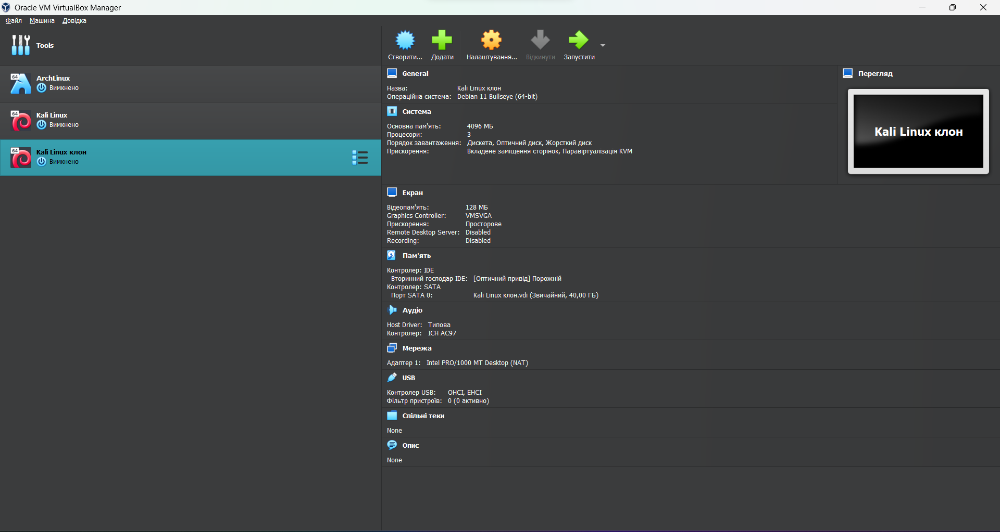 Oracle VM VirtualBox Manager
Файл Машина Довідка
Tools
Створити... Додати Налаштування... Відкинути Запустити
64
ArchLinux
Вимкнено
64
Kali Linux
Вимкнено
64
Kali Linux клон
Вимкнено
General
Назва: Kali Linux клон
Операційна система: Debian 11 Bullseye (64-bit)
Система
Основна пам'ять: 4096 МБ
Процесори: 3
Порядок завантаження: Дискета, Оптичний диск, Жорсткий диск
Прискорення: Вкладене заміщення сторінок, Паравіртуалізація KVM
Перегляд
Kali Linux клон
Екран
Відеопам'ять: 128 МБ
Graphics Controller: VMSVGA
Прискорення: Просторове
Remote Desktop Server: Disabled
Recording: Disabled
Пам'ять
Контролер: IDE
Вторинний господар IDE: [Оптичний привід] Порожній
Контролер: SATA
Порт SATA 0: Kali Linux клон.vdi (Звичайний, 40,00 ГБ)
Аудіо
Host Driver: Типова
Контролер: ICH AC97
Мережа
Адаптер 1: Intel PRO/1000 MT Desktop (NAT)
USB
Контролер USB: OHCI, EHCI
Фільтр пристроїв: 0 (0 активно)
Спільні теки
None
Опис
None